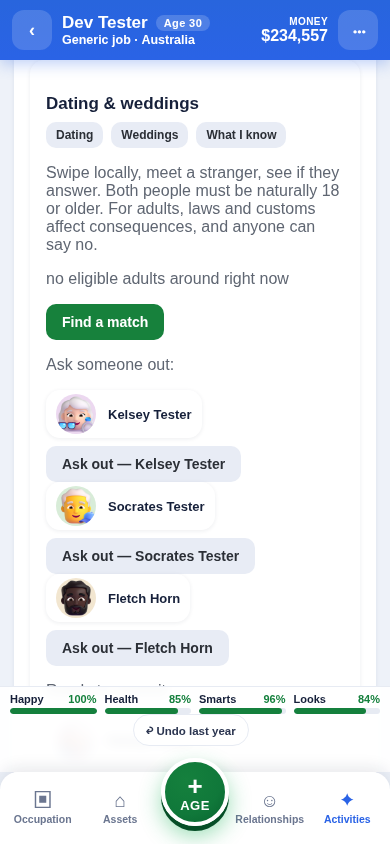 ‹
Dev Tester Age 30
Generic job · Australia
MONEY
$234,557
•••
Dating & weddings
Dating
Weddings
What I know
Swipe locally, meet a stranger, see if they
answer. Both people must be naturally 18
or older. For adults, laws and customs
affect consequences, and anyone can
say no.
no eligible adults around right now
Find a match
Ask someone out:
Kelsey Tester
Ask out — Kelsey Tester
Socrates Tester
Ask out — Socrates Tester
Fletch Horn
Ask out — Fletch Horn
Happy 100%
Health 85%
Smarts 96%
Looks 84%
Undo last year
Occupation
Assets
+
AGE
Relationships
Activities